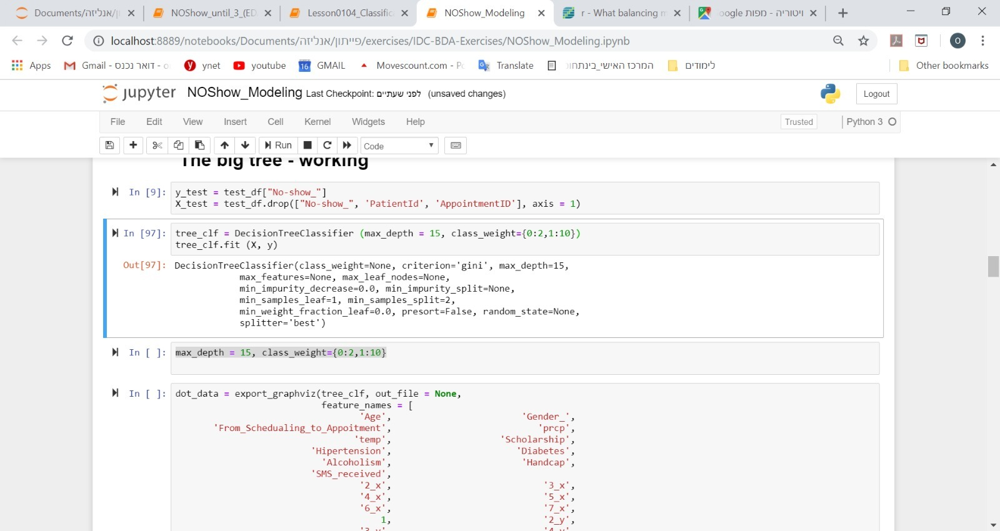 Documents/פייתון/אנליזה
NOShow_until_3_(ED
Lesson0104_Classific
NOShow_Modeling
r - What balancing m
ויטוריה - מפות Google
localhost:8889/notebooks/Documents/פייתון/אנליזה/exercises/IDC-BDA-Exercises/NOShow_Modeling.ipynb
O
Apps
Gmail - דואר נכנס - o
ynet
youtube
16
GMAIL
Movescount.com - Po
Translate
המרכז האישי_בינתחומ
לימודים
Other bookmarks
jupyter
NOShow_Modeling Last Checkpoint: לפני שעתיים (unsaved changes)
Logout
File Edit View Insert Cell Kernel Widgets Help
Trusted
Python 3
Run
Code
The big tree - working
In [9]: y_test = test_df["No-show_"]
X_test = test_df.drop(["No-show_", 'PatientId', 'AppointmentID'], axis = 1)
In [97]: tree_clf = DecisionTreeClassifier (max_depth = 15, class_weight={0:2,1:10})
tree_clf.fit (X, y)
Out[97]: DecisionTreeClassifier(class_weight=None, criterion='gini', max_depth=15,
max_features=None, max_leaf_nodes=None,
min_impurity_decrease=0.0, min_impurity_split=None,
min_samples_leaf=1, min_samples_split=2,
min_weight_fraction_leaf=0.0, presort=False, random_state=None,
splitter='best')
In [ ]: max_depth = 15, class_weight={0:2,1:10}
In [ ]: dot_data = export_graphviz(tree_clf, out_file = None,
feature_names = [
'Age', 'Gender_',
'From_Schedualing_to_Appoitment', 'prcp',
'temp', 'Scholarship',
'Hipertension', 'Diabetes',
'Alcoholism', 'Handcap',
'SMS_received',
'2_x', '3_x',
'4_x', '5_x',
'6_x', '7_x',
1, '2_y',
'3_y', '4_y',